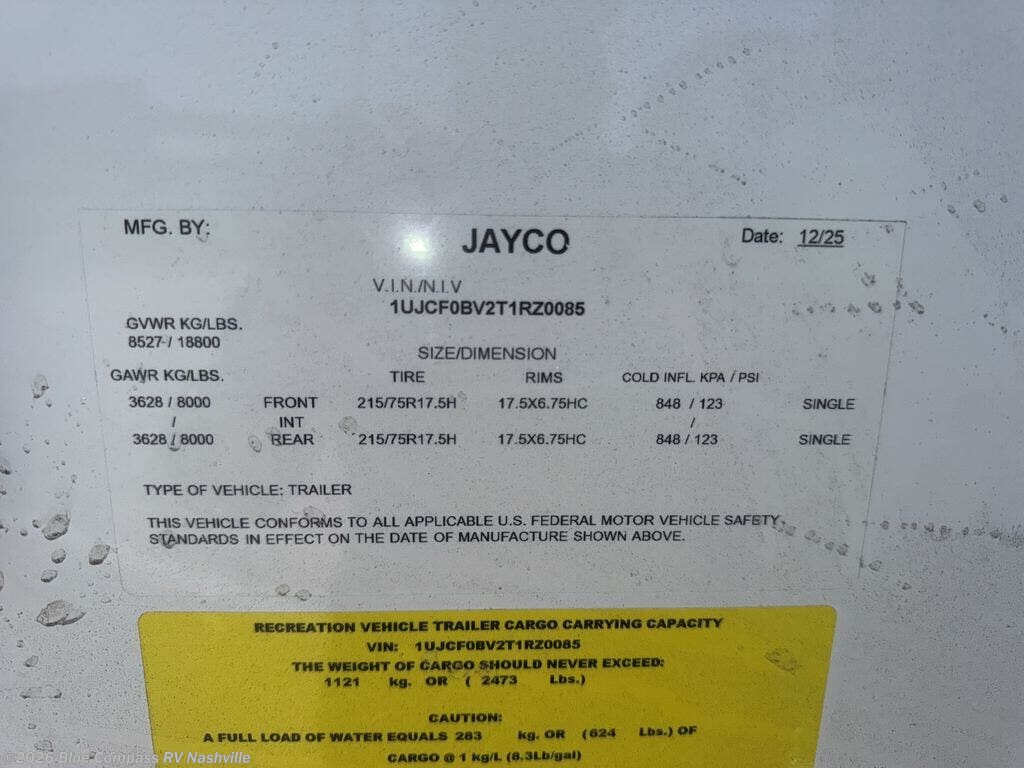 MFG. BY:
JAYCO
Date: 12/25
V.I.N./N.I.V
1UJCF0BV2T1RZ0085
GVWR KG/LBS.
8527 / 18800
SIZE/DIMENSION
GAWR KG/LBS. TIRE RIMS COLD INFL. KPA / PSI
3628 / 8000 FRONT 215/75R17.5H 17.5X6.75HC 848 / 123 SINGLE
/ INT /
3628 / 8000 REAR 215/75R17.5H 17.5X6.75HC 848 / 123 SINGLE
TYPE OF VEHICLE: TRAILER
THIS VEHICLE CONFORMS TO ALL APPLICABLE U.S. FEDERAL MOTOR VEHICLE SAFETY
STANDARDS IN EFFECT ON THE DATE OF MANUFACTURE SHOWN ABOVE.
RECREATION VEHICLE TRAILER CARGO CARRYING CAPACITY
VIN: 1UJCF0BV2T1RZ0085
THE WEIGHT OF CARGO SHOULD NEVER EXCEED:
1121 kg. OR ( 2473 Lbs.)
CAUTION:
A FULL LOAD OF WATER EQUALS 283 kg. OR (624 Lbs.) OF
CARGO @ 1 kg/L (8.3Lb/gal)
©2026 Blue Compass RV Nashville